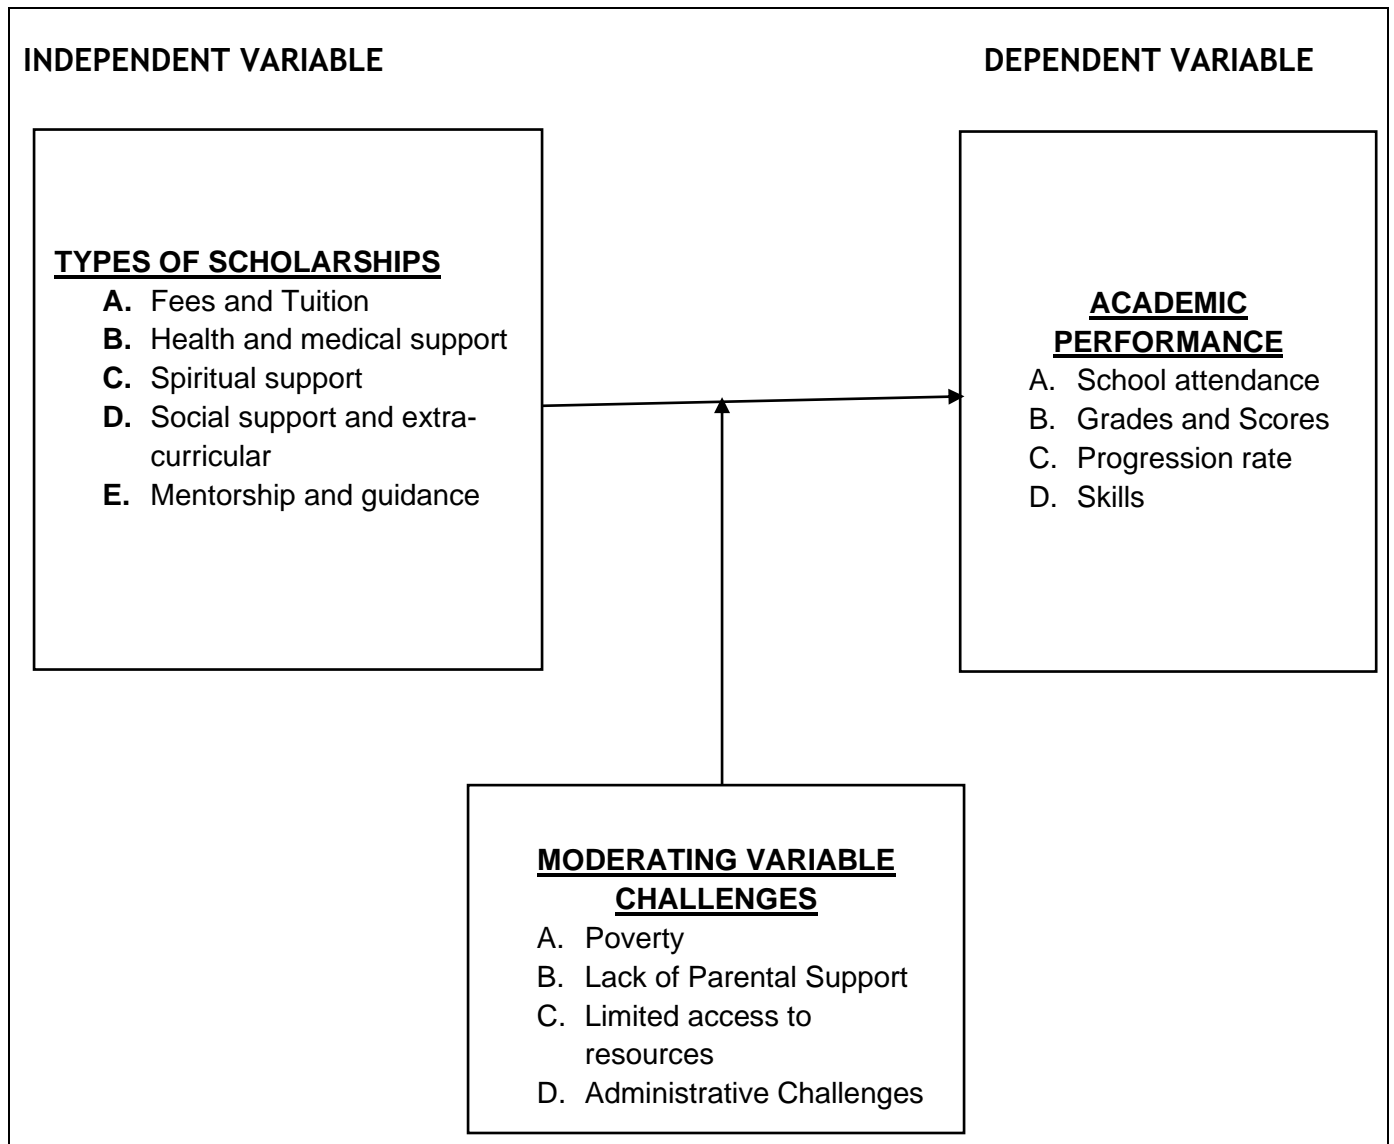 INDEPENDENT VARIABLE
DEPENDENT VARIABLE
TYPES OF SCHOLARSHIPS
A. Fees and Tuition
B. Health and medical support
C. Spiritual support
D. Social support and extra-
curricular
E. Mentorship and guidance
ACADEMIC
PERFORMANCE
A. School attendance
B. Grades and Scores
C. Progression rate
D. Skills
MODERATING VARIABLE
CHALLENGES
A. Poverty
B. Lack of Parental Support
C. Limited access to
resources
D. Administrative Challenges